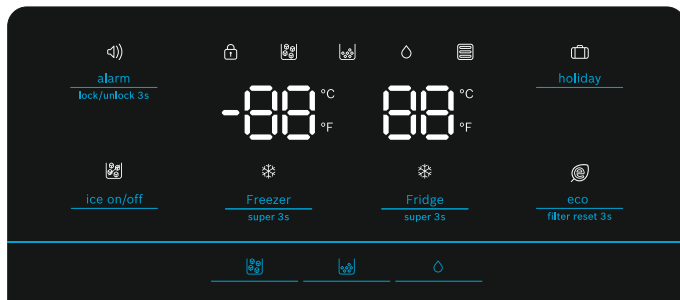 alarm
lock/unlock 3s
-88 °C
°F
88 °C
°F
holiday
ice on/off
Freezer
super 3s
Fridge
super 3s
eco
filter reset 3s